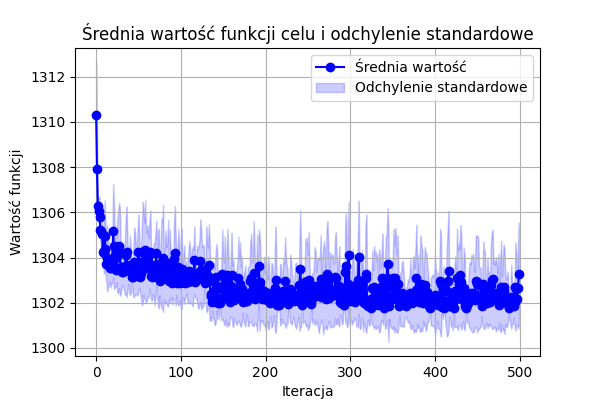 Średnia wartość funkcji celu i odchylenie standardowe
Średnia wartość
Odchylenie standardowe
Wartość funkcji
1312
1310
1308
1306
1304
1302
1300
0 100 200 300 400 500
Iteracja